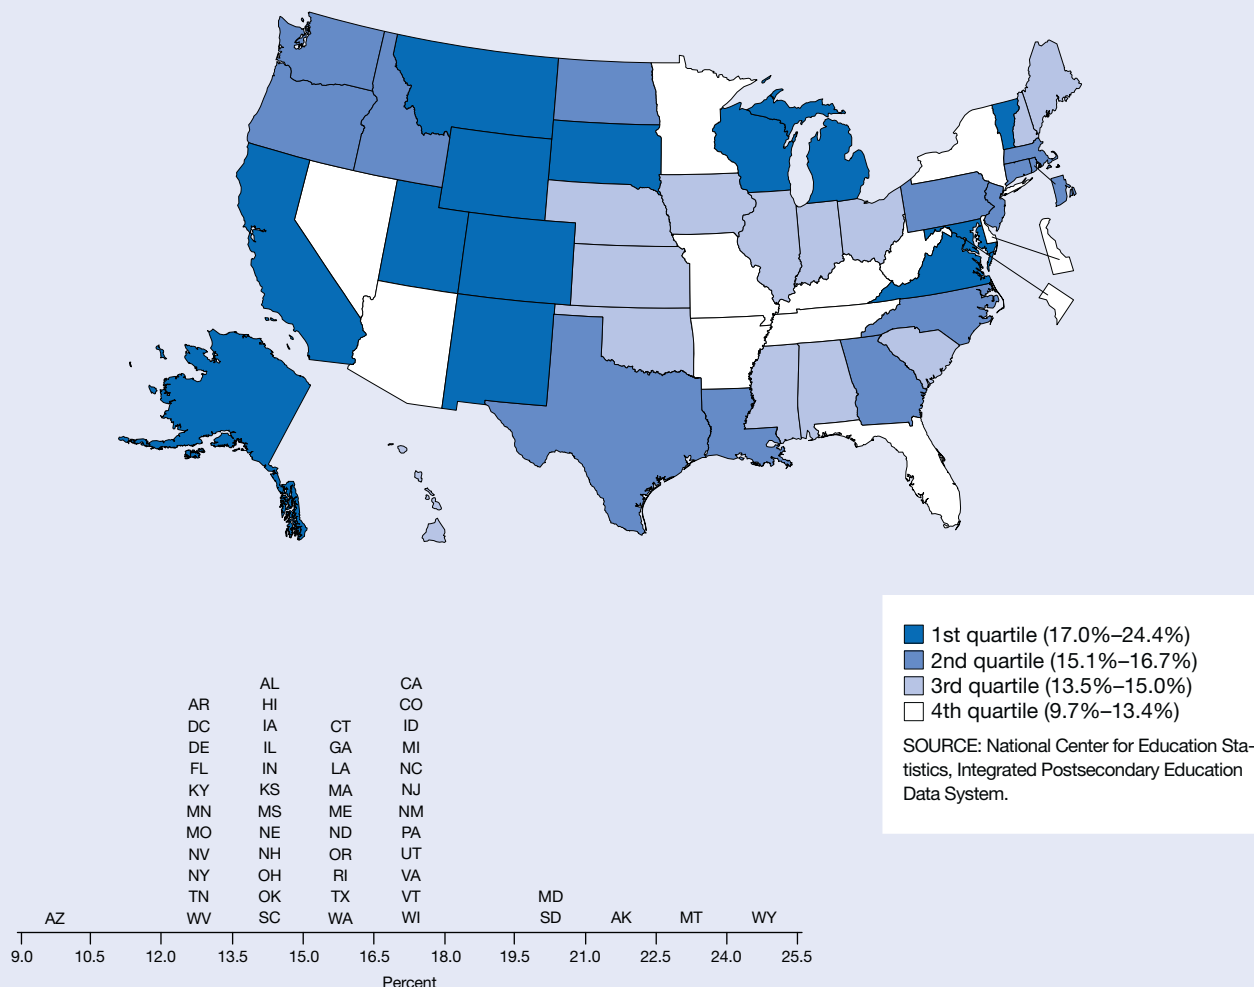 1st quartile (17.0%–24.4%)
2nd quartile (15.1%–16.7%)
3rd quartile (13.5%–15.0%)
4th quartile (9.7%–13.4%)
SOURCE: National Center for Education Sta-
tistics, Integrated Postsecondary Education
Data System.
AL CA
AR HI CO
DC IA CT ID
DE IL GA MI
FL IN LA NC
KY KS MA NJ
MN MS ME NM
MO NE ND PA
NV NH OR UT
NY OH RI VA
TN OK TX VT MD
AZ WV SC WA WI SD AK MT WY
9.0 10.5 12.0 13.5 15.0 16.5 18.0 19.5 21.0 22.5 24.0 25.5
Percent